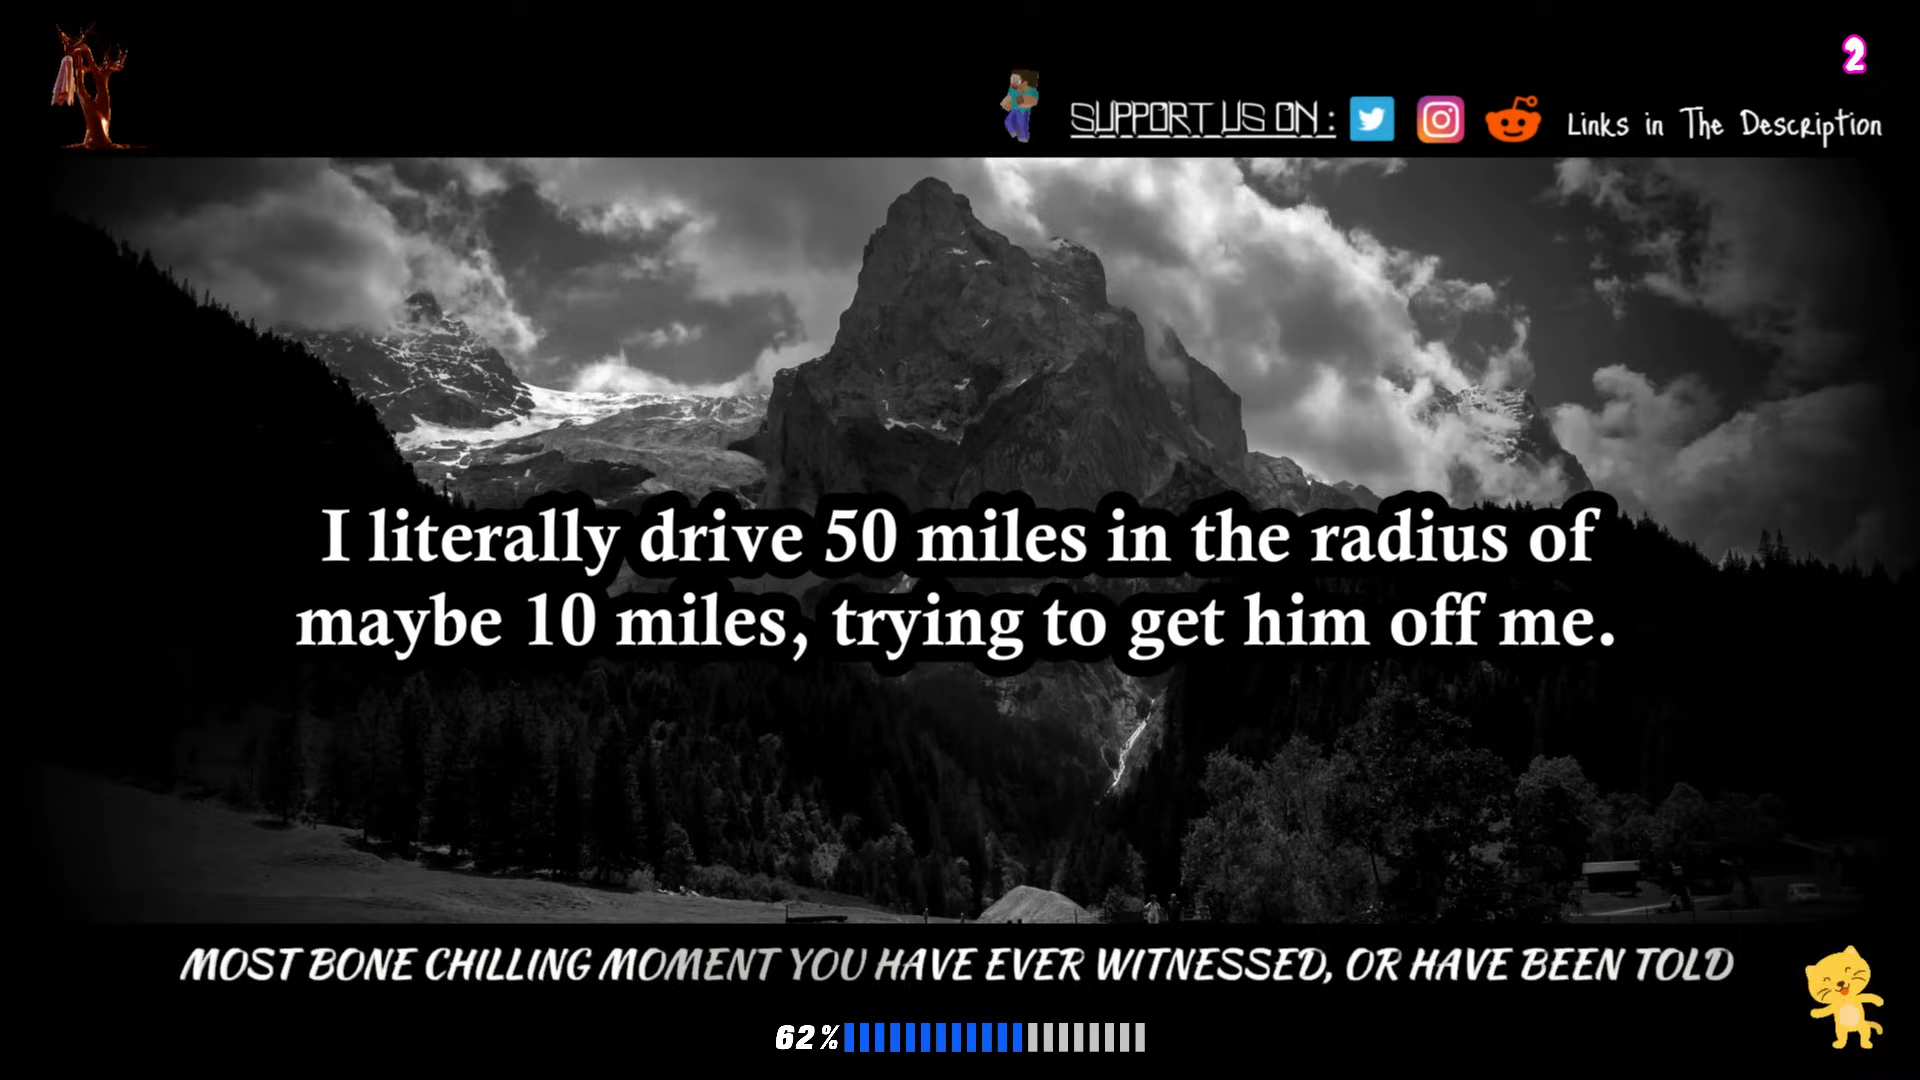 2
SUPPORT US ON :
Links in The Description
I literally drive 50 miles in the radius of
maybe 10 miles, trying to get him off me.
MOST BONE CHILLING MOMENT YOU HAVE EVER WITNESSED, OR HAVE BEEN TOLD
62%